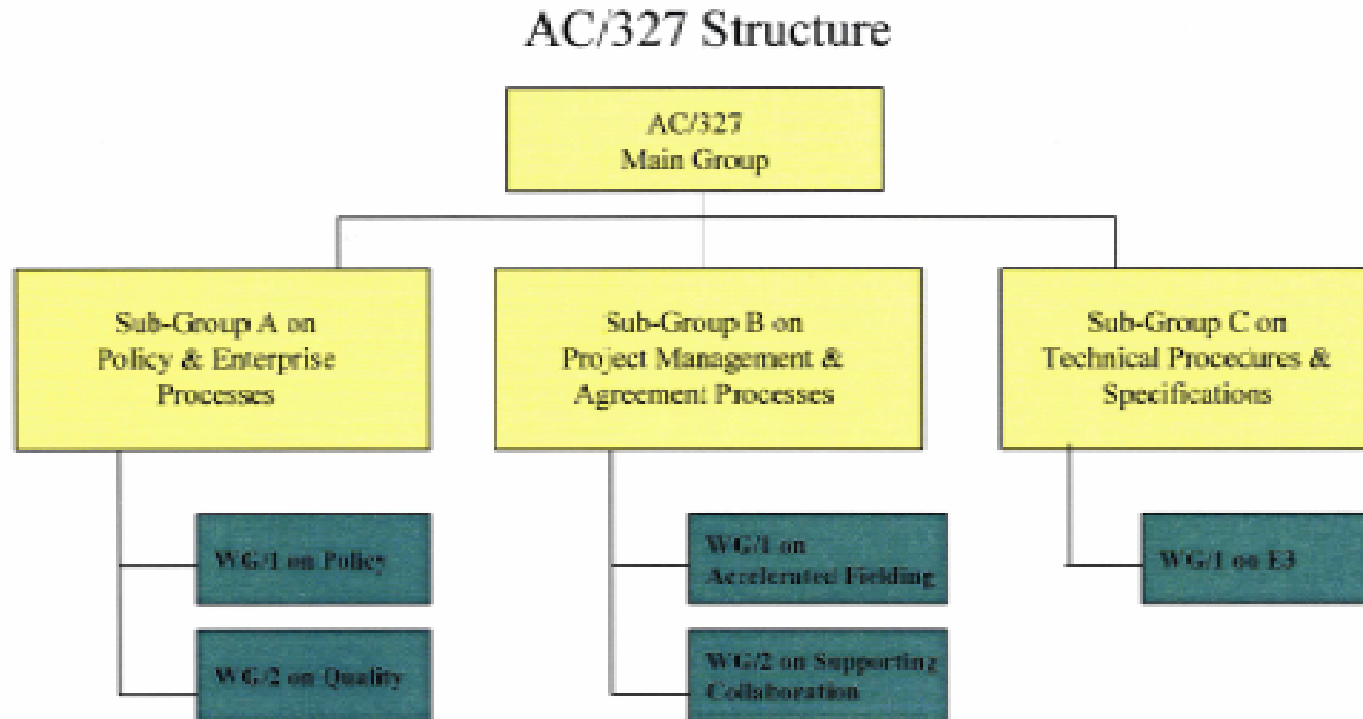 AC/327 Structure
AC/327
Main Group
Sub-Group A on
Policy & Enterprise
Processes
Sub-Group B on
Project Management &
Agreement Processes
Sub-Group C on
Technical Procedures &
Specifications
WG/1 on Policy
WG/2 on Quality
WG/1 on
Accelerated Fielding
WG/2 on Supporting
Collaboration
WG/1 on E3